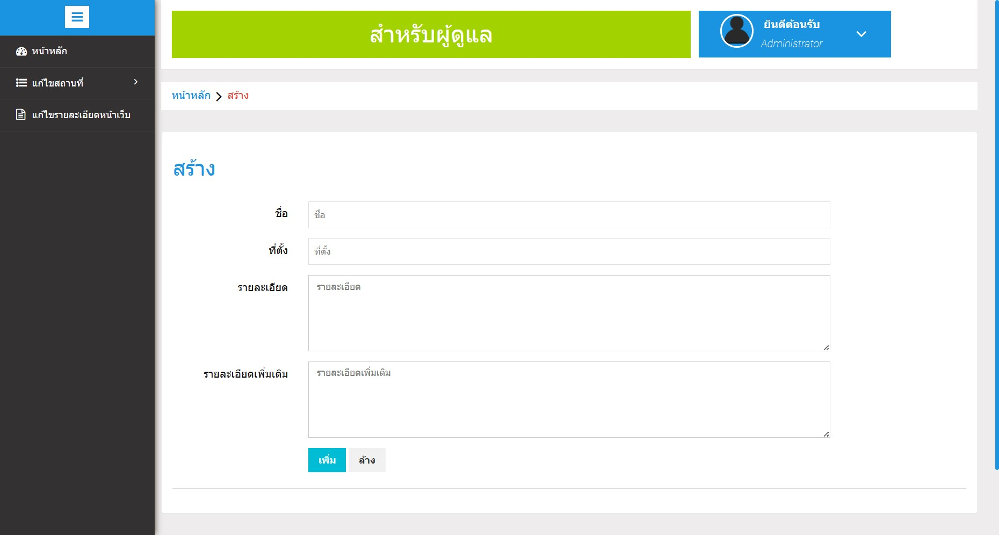 สำหรับผู้ดูแล
ยินดีต้อนรับ
Administrator
หน้าหลัก
แก้ไขสถานที่
แก้ไขรายละเอียดหน้าเว็บ
หน้าหลัก > สร้าง
สร้าง
ชื่อ
ชื่อ
ที่ตั้ง
ที่ตั้ง
รายละเอียด
รายละเอียด
รายละเอียดเพิ่มเติม
รายละเอียดเพิ่มเติม
เพิ่ม
ล้าง